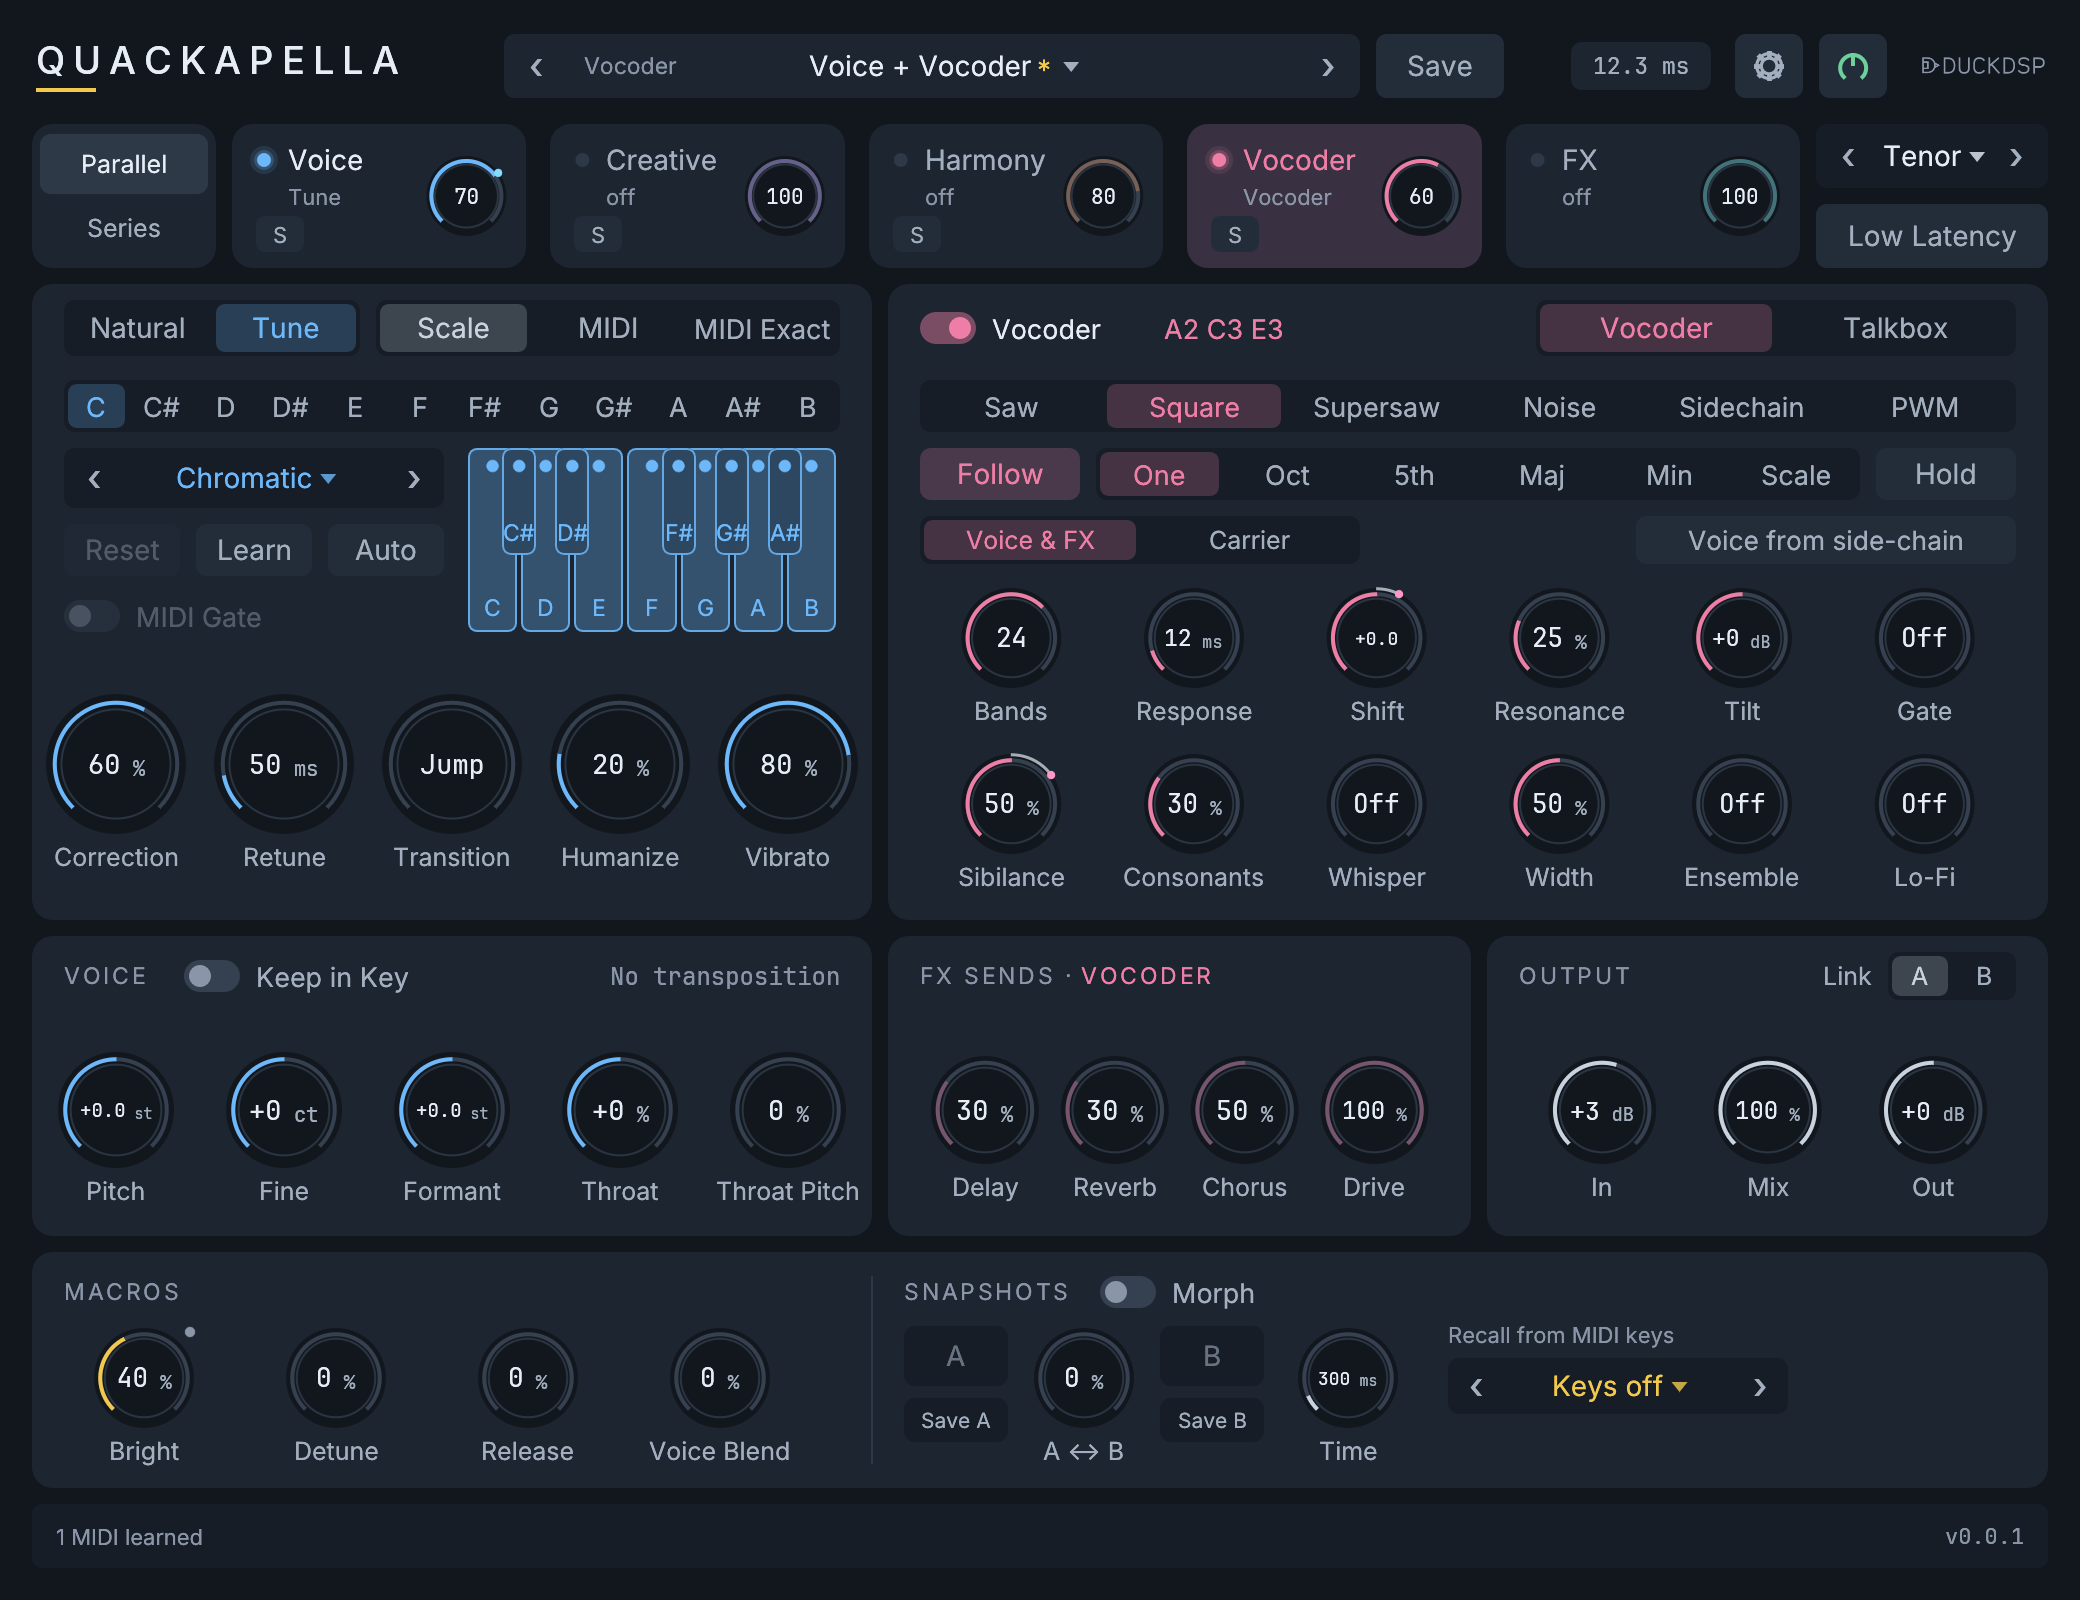 QUACKAPELLA
Vocoder
Voice + Vocoder *
Save
12.3 ms
DUCKDSP
Parallel
Series
Voice
Tune
S
70
Creative
off
S
100
Harmony
off
S
80
Vocoder
Vocoder
S
60
FX
off
100
Tenor
Low Latency
Natural Tune Scale MIDI MIDI Exact
C C# D D# E F F# G G# A A# B
Chromatic
Reset Learn Auto
MIDI Gate
C# D# F# G# A#
C D E F G A B
60 % 50 ms Jump 20 % 80 %
Correction Retune Transition Humanize Vibrato
Vocoder A2 C3 E3 Vocoder Talkbox
Saw Square Supersaw Noise Sidechain PWM
Follow One Oct 5th Maj Min Scale Hold
Voice & FX Carrier Voice from side-chain
24 12 ms +0.0 25 % +0 dB Off
Bands Response Shift Resonance Tilt Gate
50 % 30 % Off 50 % Off Off
Sibilance Consonants Whisper Width Ensemble Lo-Fi
VOICE Keep in Key No transposition
+0.0 st +0 ct +0.0 st +0 % 0 %
Pitch Fine Formant Throat Throat Pitch
FX SENDS · VOCODER
30 % 30 % 50 % 100 %
Delay Reverb Chorus Drive
OUTPUT Link A B
+3 dB 100 % +0 dB
In Mix Out
MACROS
40 % 0 % 0 % 0 %
Bright Detune Release Voice Blend
SNAPSHOTS Morph
A 0 % B 300 ms
Save A Save B
A ↔ B Time
Recall from MIDI keys
Keys off
1 MIDI learned
v0.0.1